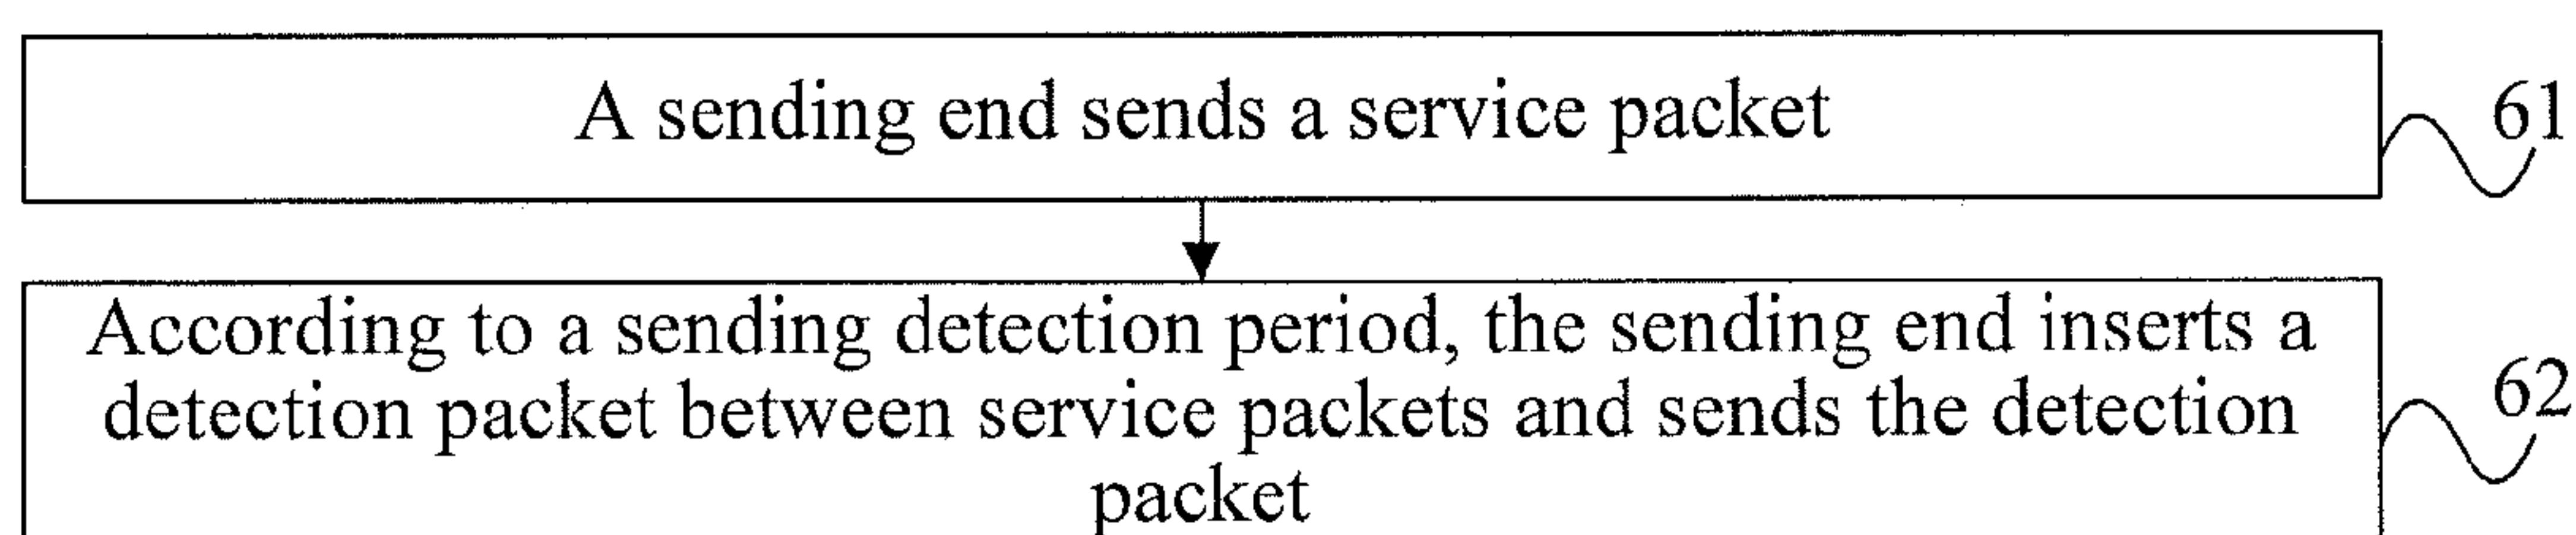 A sending end sends a service packet
61
According to a sending detection period, the sending end inserts a
detection packet between service packets and sends the detection
packet
62